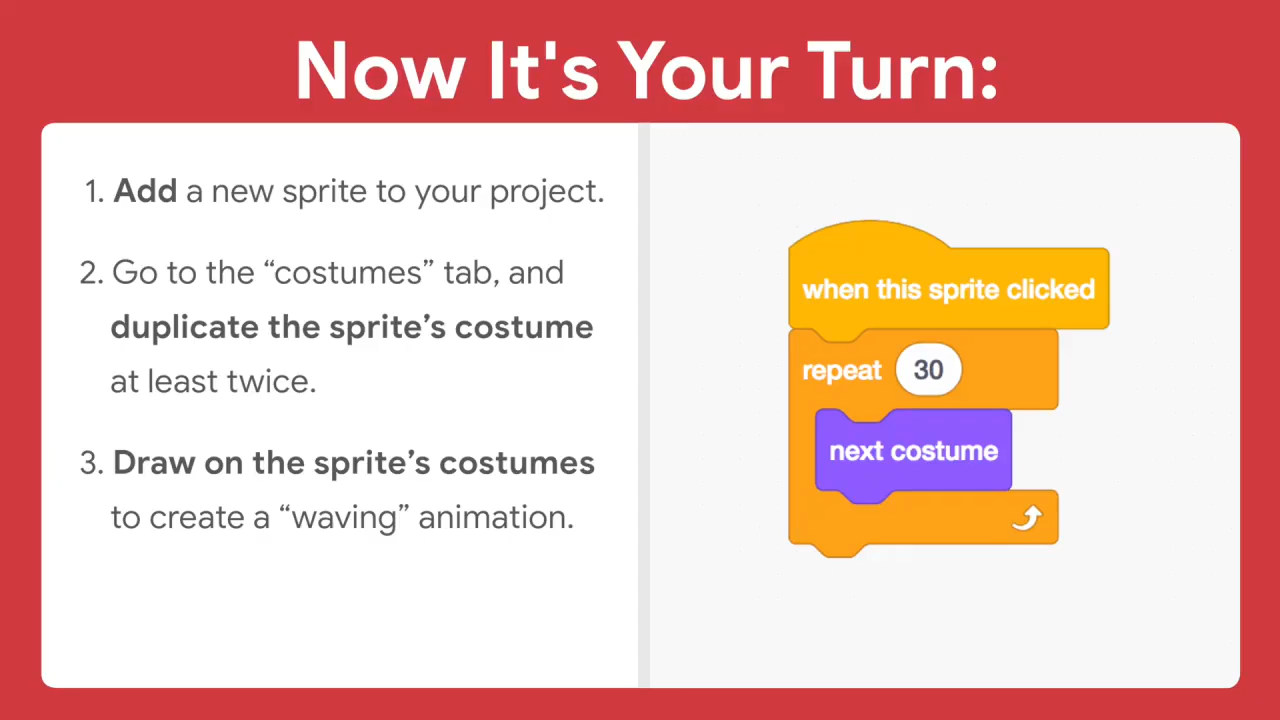 Now It's Your Turn:
1. Add a new sprite to your project.
2. Go to the “costumes” tab, and
duplicate the sprite’s costume
at least twice.
3. Draw on the sprite’s costumes
to create a “waving” animation.
when this sprite clicked
repeat 30
next costume